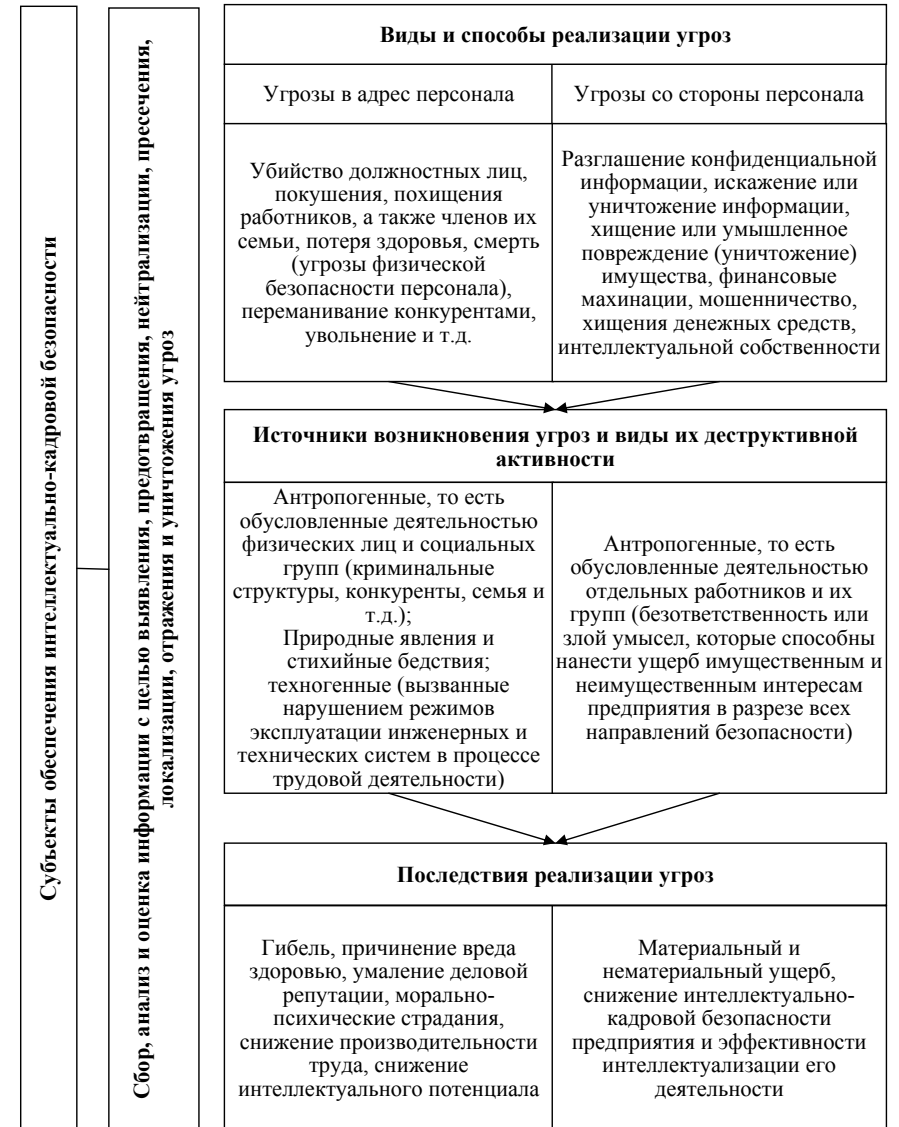 Субъекты обеспечения интеллектуально-кадровой безопасности
Сбор, анализ и оценка информации с целью выявления, предотвращения, нейтрализации, пресечения,
локализации, отражения и уничтожения угроз
Виды и способы реализации угроз
Угрозы в адрес персонала
Угрозы со стороны персонала
Убийство должностных лиц,
покушения, похищения
работников, а также членов их
семьи, потеря здоровья, смерть
(угрозы физической
безопасности персонала),
переманивание конкурентами,
увольнение и т.д.
Разглашение конфиденциальной
информации, искажение или
уничтожение информации,
хищение или умышленное
повреждение (уничтожение)
имущества, финансовые
махинации, мошенничество,
хищения денежных средств,
интеллектуальной собственности
Источники возникновения угроз и виды их деструктивной
активности
Антропогенные, то есть
обусловленные деятельностью
физических лиц и социальных
групп (криминальные
структуры, конкуренты, семья и
т.д.);
Природные явления и
стихийные бедствия;
техногенные (вызванные
нарушением режимов
эксплуатации инженерных и
технических систем в процессе
трудовой деятельности)
Антропогенные, то есть
обусловленные деятельностью
отдельных работников и их
групп (безответственность или
злой умысел, которые способны
нанести ущерб имущественным и
неимущественным интересам
предприятия в разрезе всех
направлений безопасности)
Последствия реализации угроз
Гибель, причинение вреда
здоровью, умаление деловой
репутации, морально-
психические страдания,
снижение производительности
труда, снижение
интеллектуального потенциала
Материальный и
нематериальный ущерб,
снижение интеллектуально-
кадровой безопасности
предприятия и эффективности
интеллектуализации его
деятельности